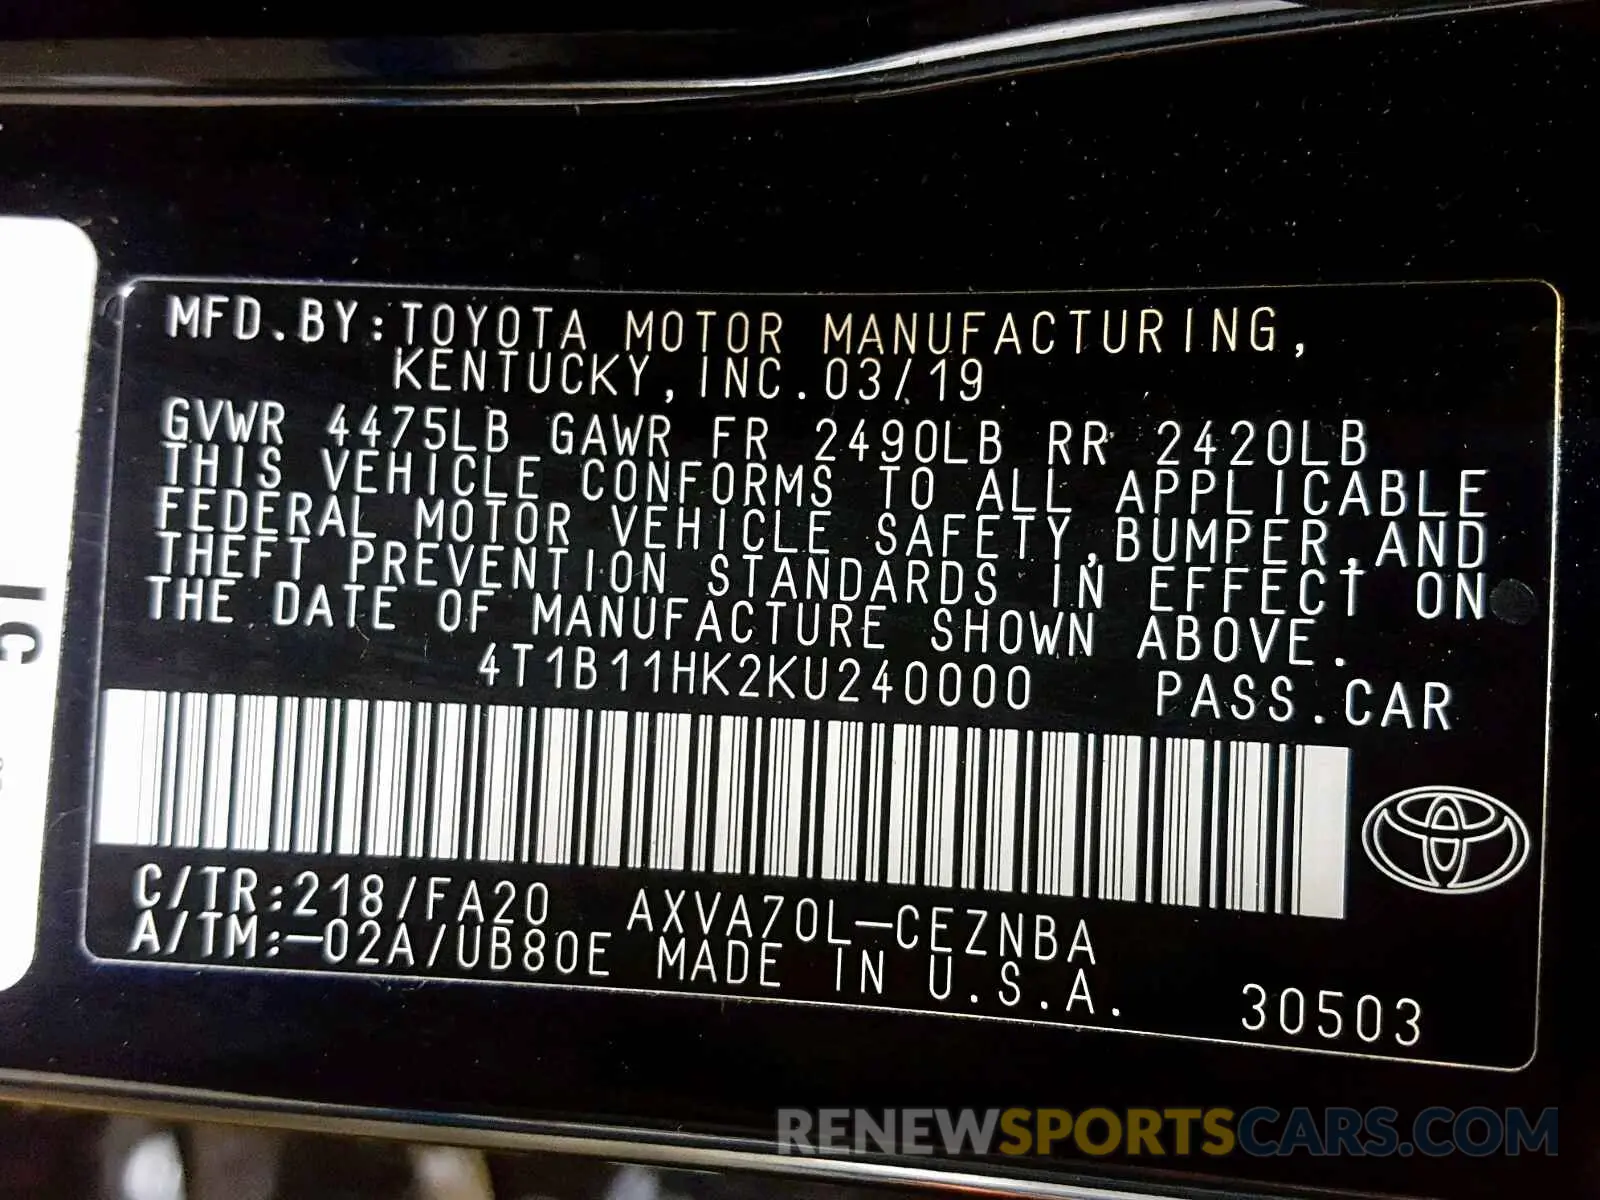 MFD.BY:TOYOTA MOTOR MANUFACTURING,
KENTUCKY,INC.03/19
GVWR 4475LB GAWR FR 2490LB RR 2420LB
THIS VEHICLE CONFORMS TO ALL APPLICABLE
FEDERAL MOTOR VEHICLE SAFETY,BUMPER,AND
THEFT PREVENTION STANDARDS IN EFFECT ON
THE DATE OF MANUFACTURE SHOWN ABOVE.
4T1B11HK2KU240000 PASS.CAR
C/TR:218/FA20 AXVA70L-CEZNBA
A/TM:-02A/UB80E MADE IN U.S.A. 30503
RENEWSPORTSCARS.COM